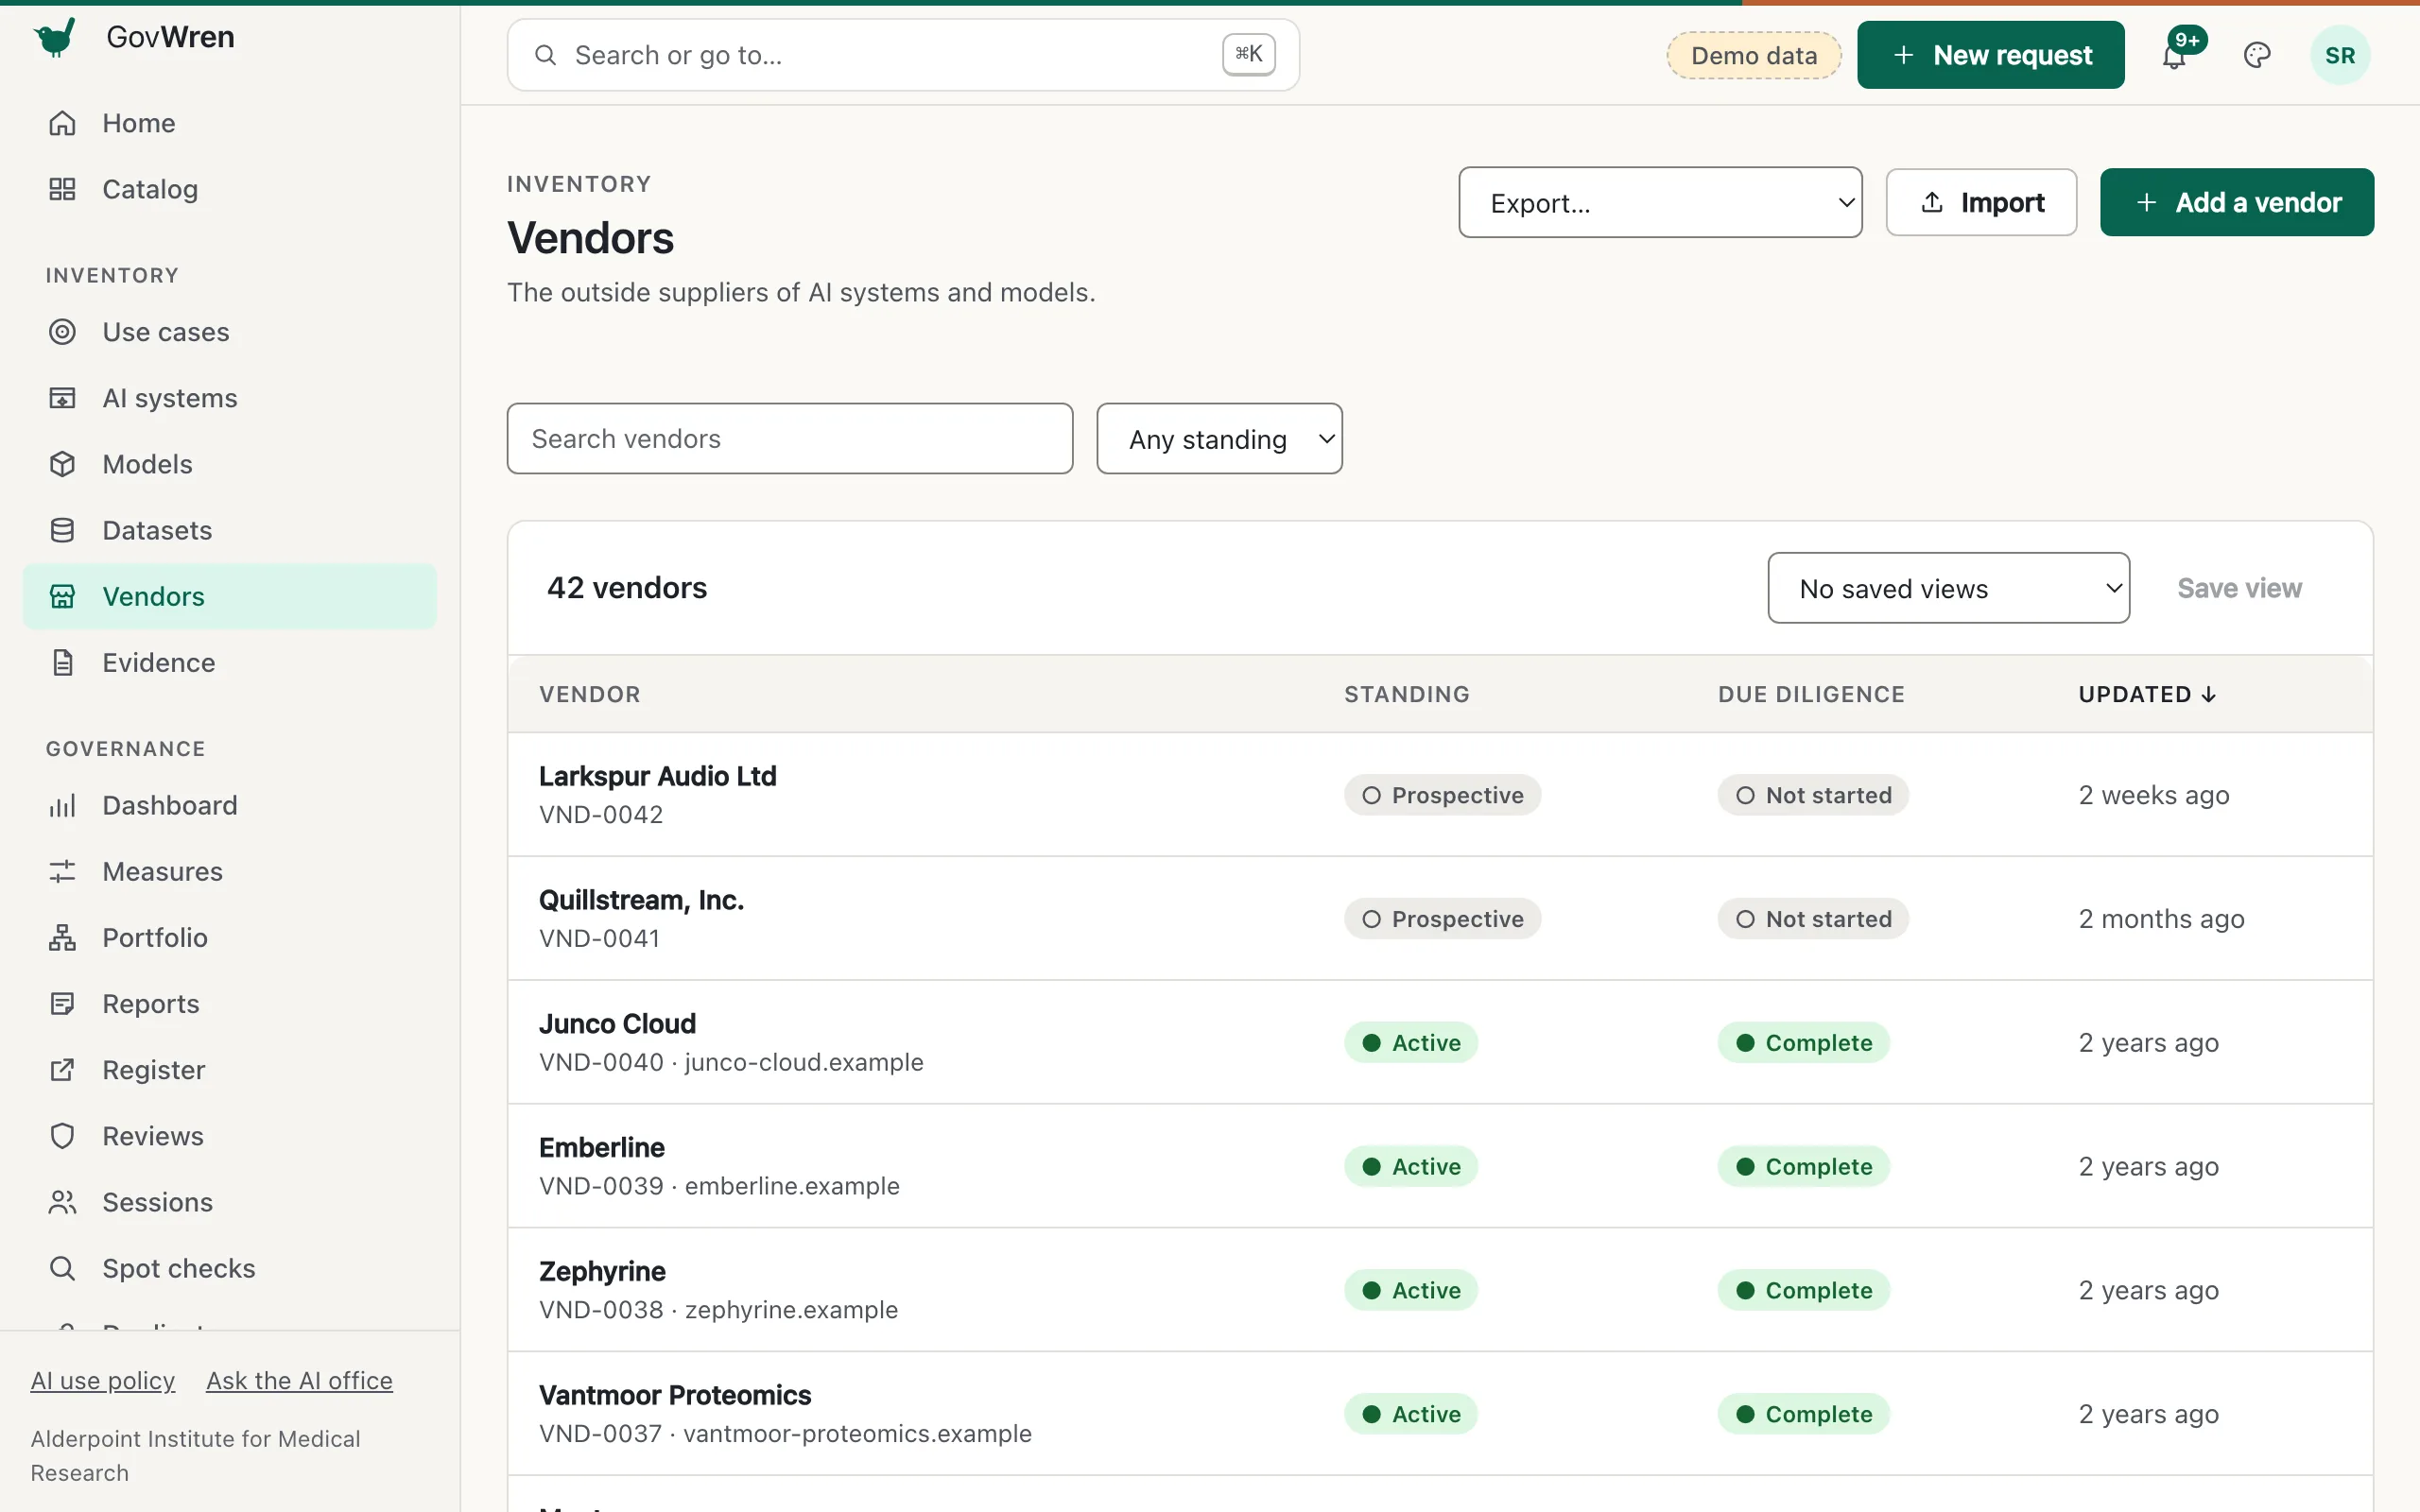 GovWren
Search or go to...
⌘K
Demo data
New request
9+
SR
Home
Catalog
INVENTORY
Use cases
AI systems
Models
Datasets
Vendors
Evidence
GOVERNANCE
Dashboard
Measures
Portfolio
Reports
Register
Reviews
Sessions
Spot checks
AI use policy
Ask the AI office
Alderpoint Institute for Medical
Research
INVENTORY
Vendors
The outside suppliers of AI systems and models.
Export...
Import
Add a vendor
Search vendors
Any standing
42 vendors
No saved views
Save view
VENDOR STANDING DUE DILIGENCE UPDATED ↓
Larkspur Audio Ltd
VND-0042
Prospective
Not started
2 weeks ago
Quillstream, Inc.
VND-0041
Prospective
Not started
2 months ago
Junco Cloud
VND-0040 · junco-cloud.example
Active
Complete
2 years ago
Emberline
VND-0039 · emberline.example
Active
Complete
2 years ago
Zephyrine
VND-0038 · zephyrine.example
Active
Complete
2 years ago
Vantmoor Proteomics
VND-0037 · vantmoor-proteomics.example
Active
Complete
2 years ago